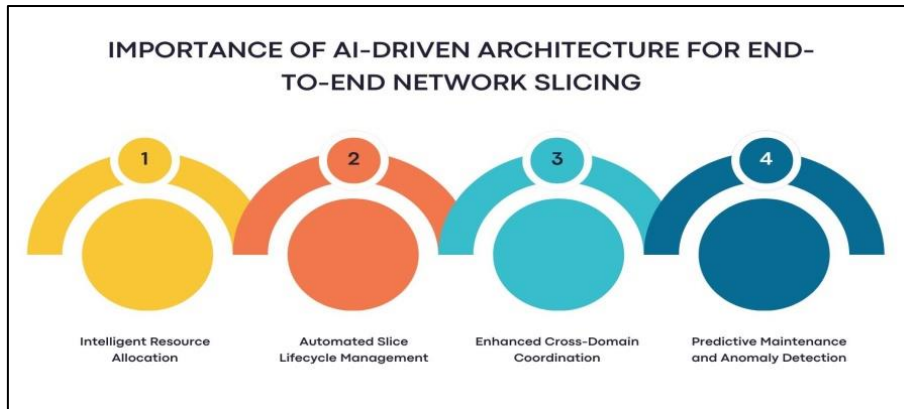 IMPORTANCE OF AI-DRIVEN ARCHITECTURE FOR END-
TO-END NETWORK SLICING
1
2
3
4
Intelligent Resource
Allocation
Automated Slice
Lifecycle Management
Enhanced Cross-Domain
Coordination
Predictive Maintenance
and Anomaly Detection